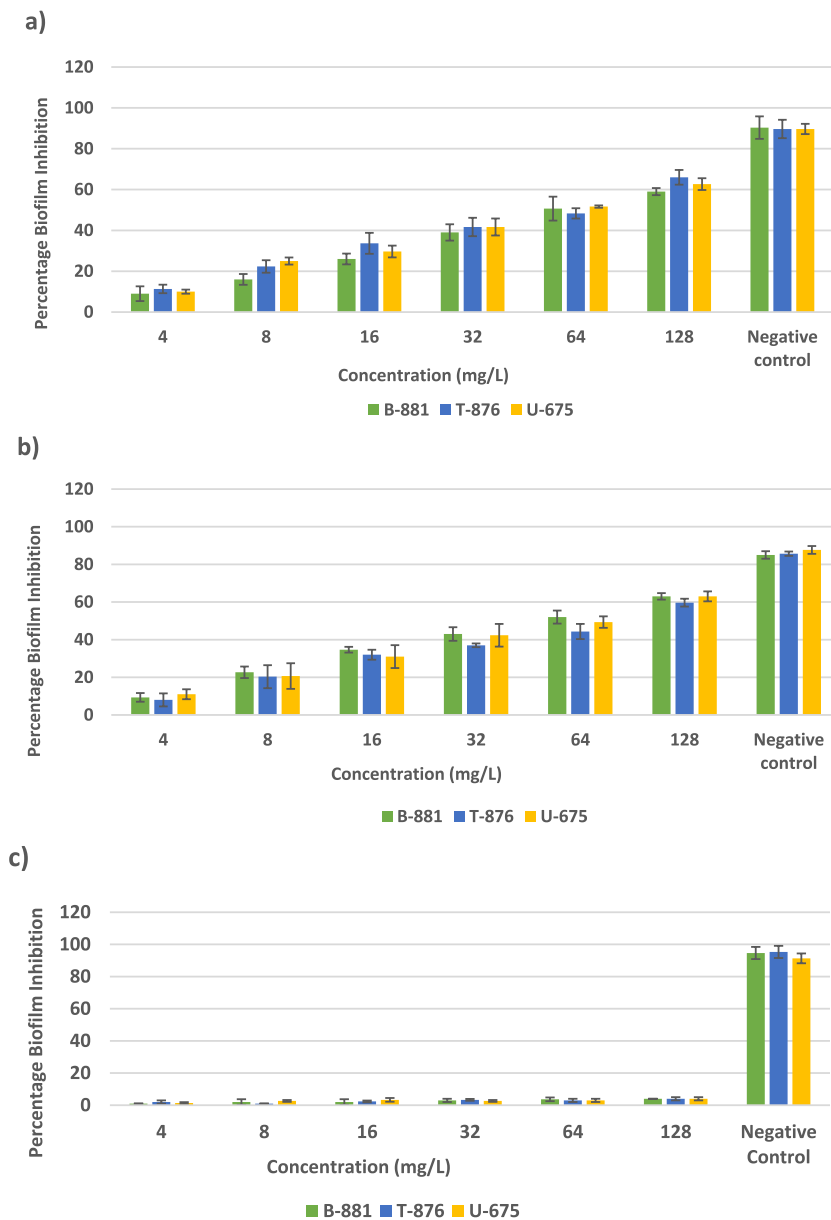 a)
120
100
80
60
40
20
0
Percentage Biofilm Inhibition
4 8 16 32 64 128 Negative
control
Concentration (mg/L)
B-881 T-876 U-675
b)
120
100
80
60
40
20
0
Percentage Biofilm Inhibition
4 8 16 32 64 128 Negative
control
Concentration (mg/L)
B-881 T-876 U-675
c)
120
100
80
60
40
20
0
Percentage Biofilm Inhibition
4 8 16 32 64 128 Negative
Control
Concentration (mg/L)
B-881 T-876 U-675